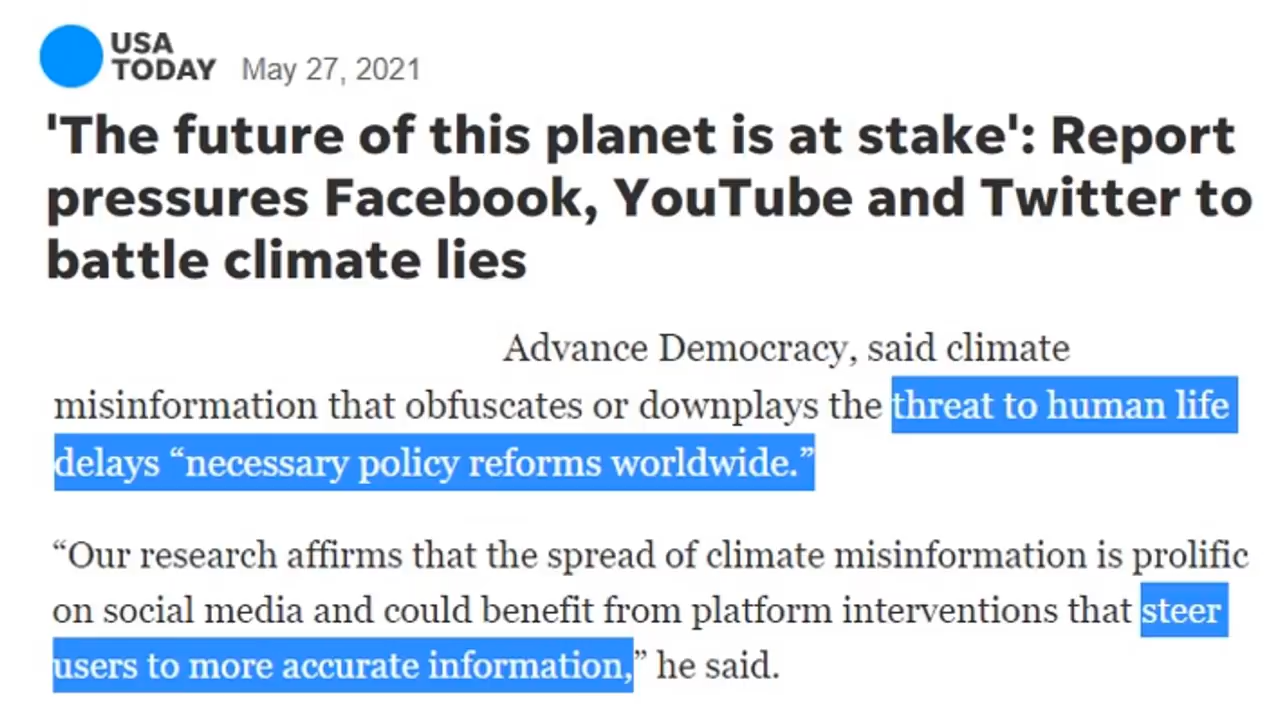 USA
TODAY May 27, 2021
'The future of this planet is at stake': Report
pressures Facebook, YouTube and Twitter to
battle climate lies
Advance Democracy, said climate
misinformation that obfuscates or downplays the threat to human life
delays “necessary policy reforms worldwide.”
“Our research affirms that the spread of climate misinformation is prolific
on social media and could benefit from platform interventions that steer
users to more accurate information,” he said.